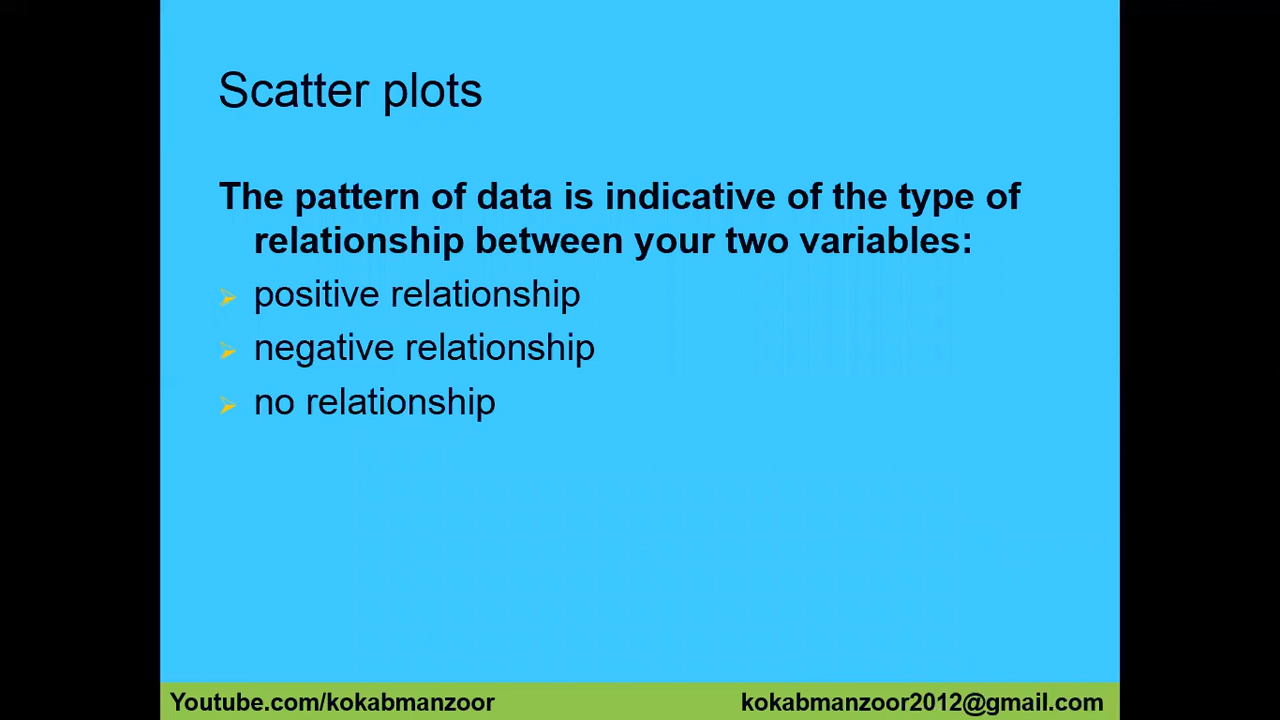 Scatter plots
The pattern of data is indicative of the type of
relationship between your two variables:
positive relationship
negative relationship
no relationship
Youtube.com/kokabmanzoor
kokabmanzoor2012@gmail.com